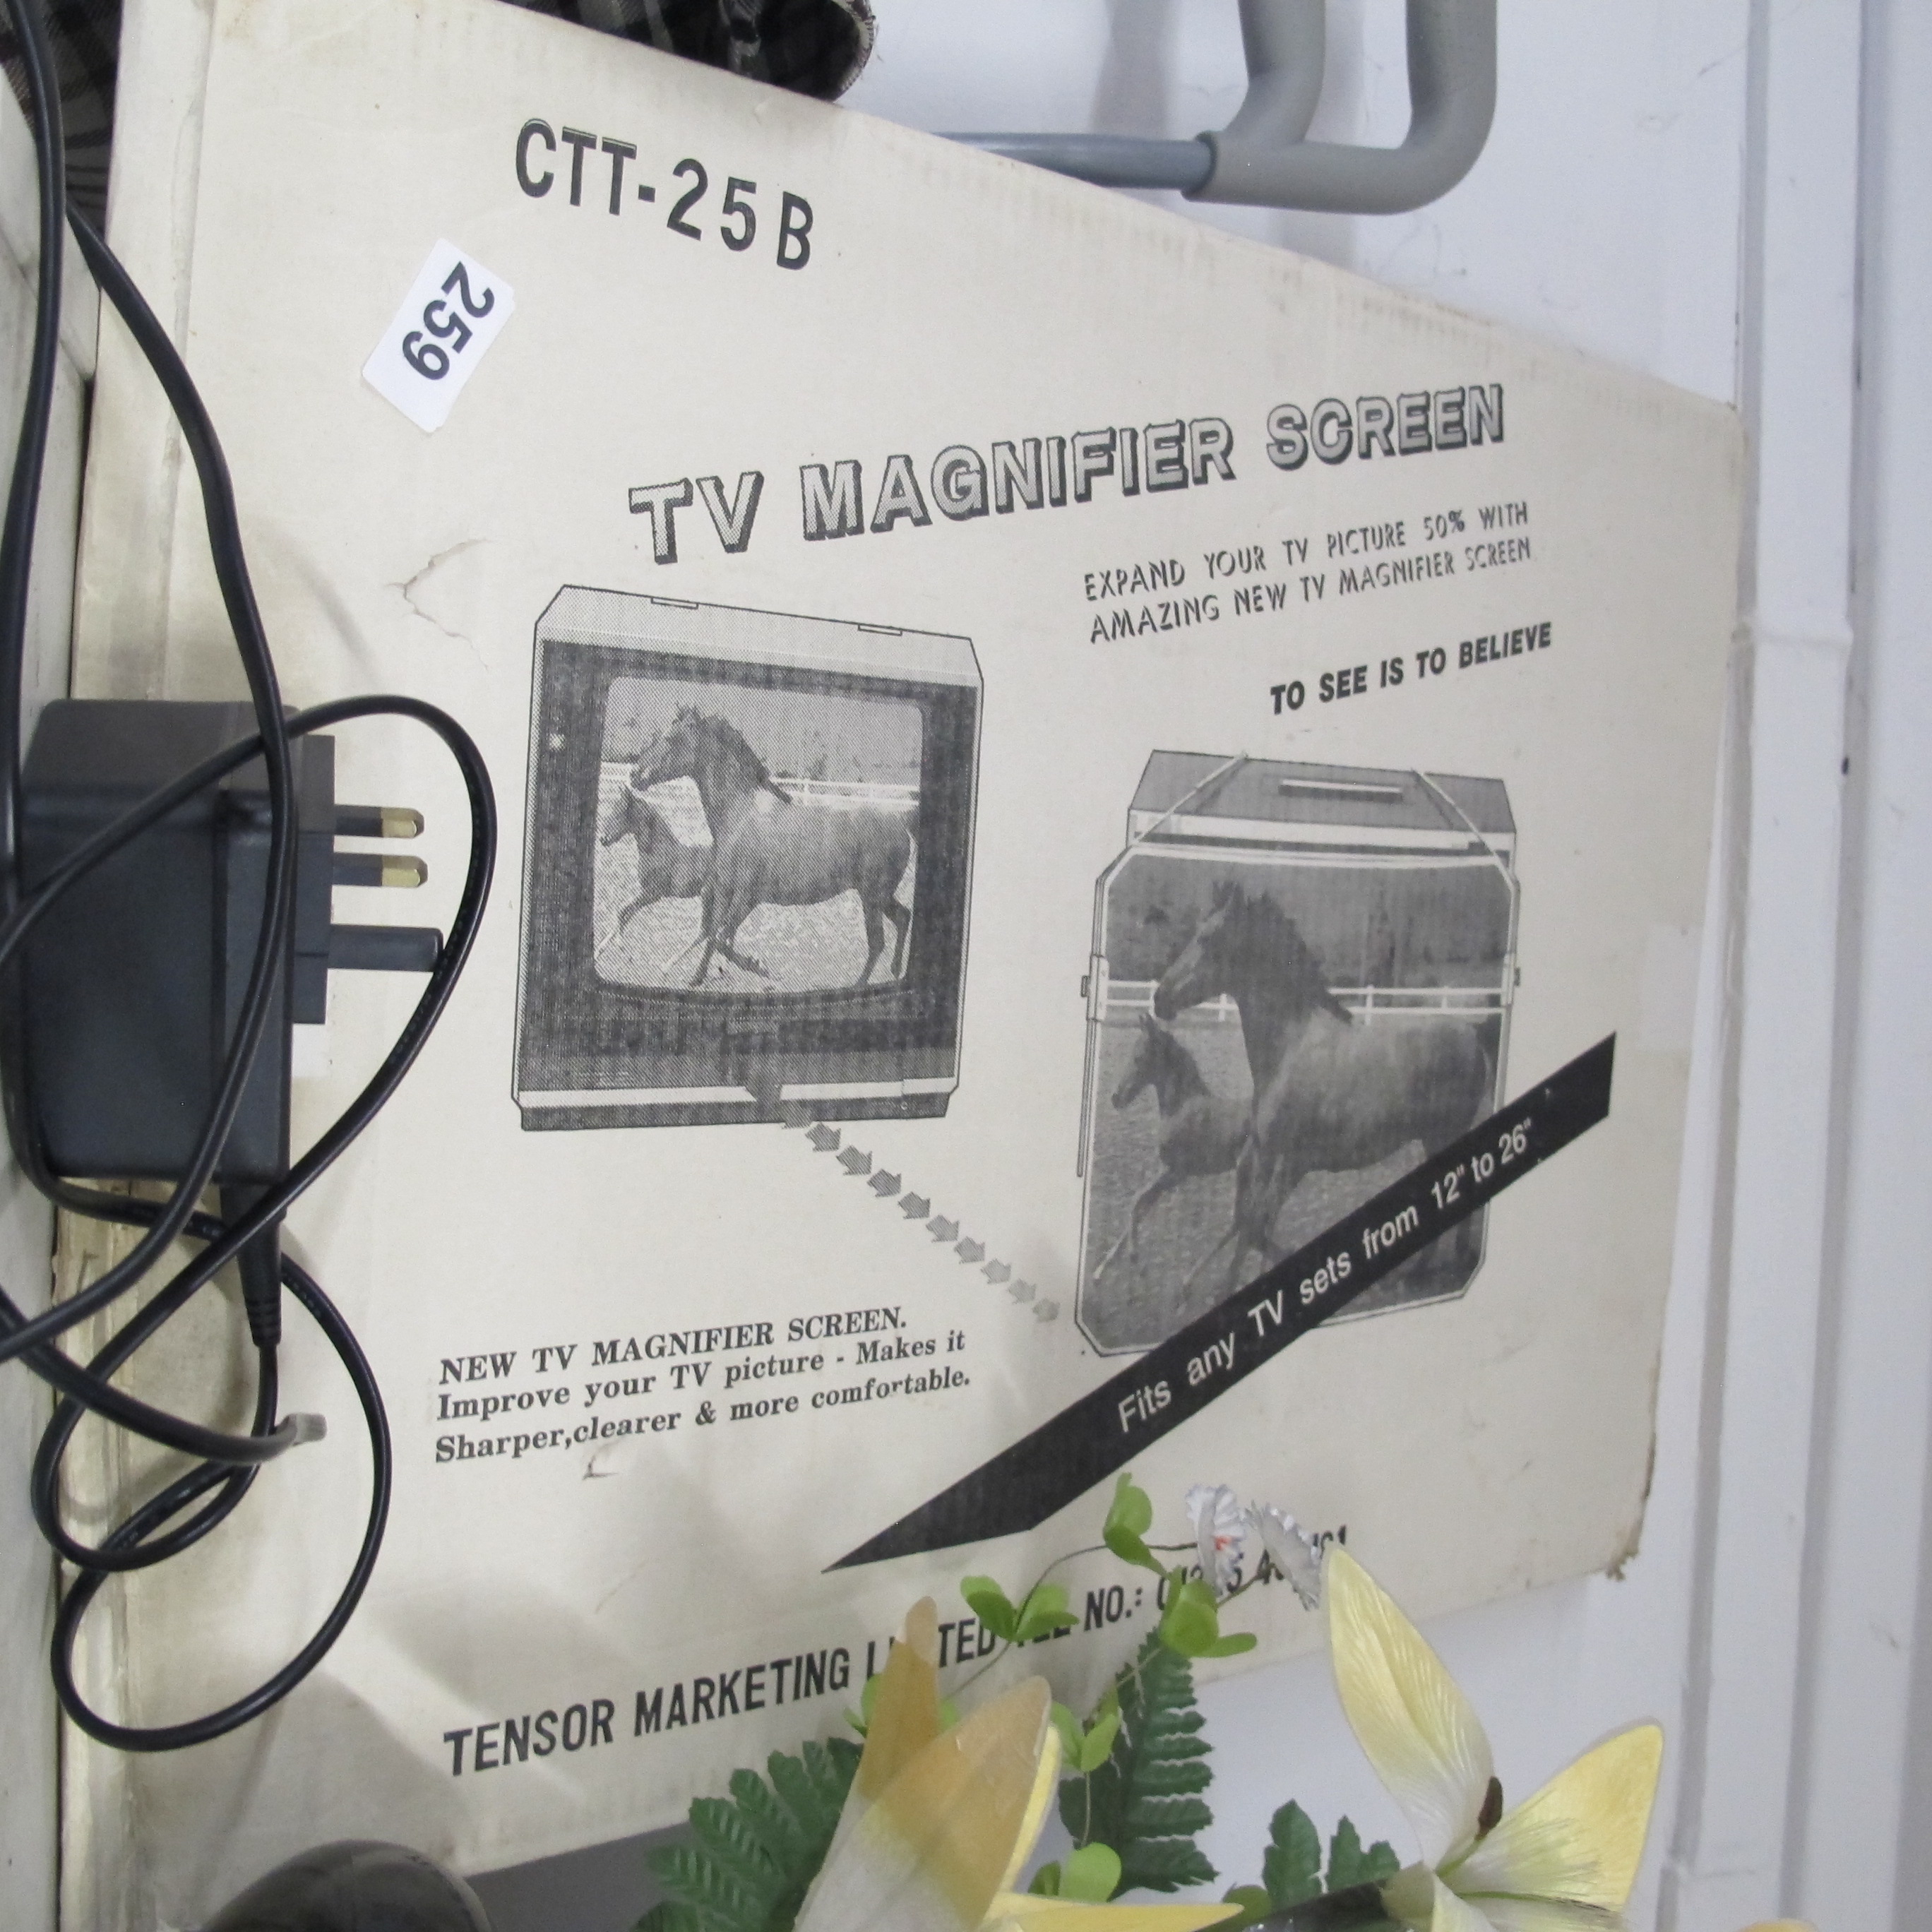 CTT-25B
259
TV MAGNIFIER SCREEN
EXPAND YOUR TV PICTURE 50% WITH
AMAZING NEW TV MAGNIFIER SCREEN
TO SEE IS TO BELIEVE
Fits any TV sets from 12" to 26"
NEW TV MAGNIFIER SCREEN.
Improve your TV picture - Makes it
Sharper,clearer & more comfortable.
TENSOR MARKETING NO.: